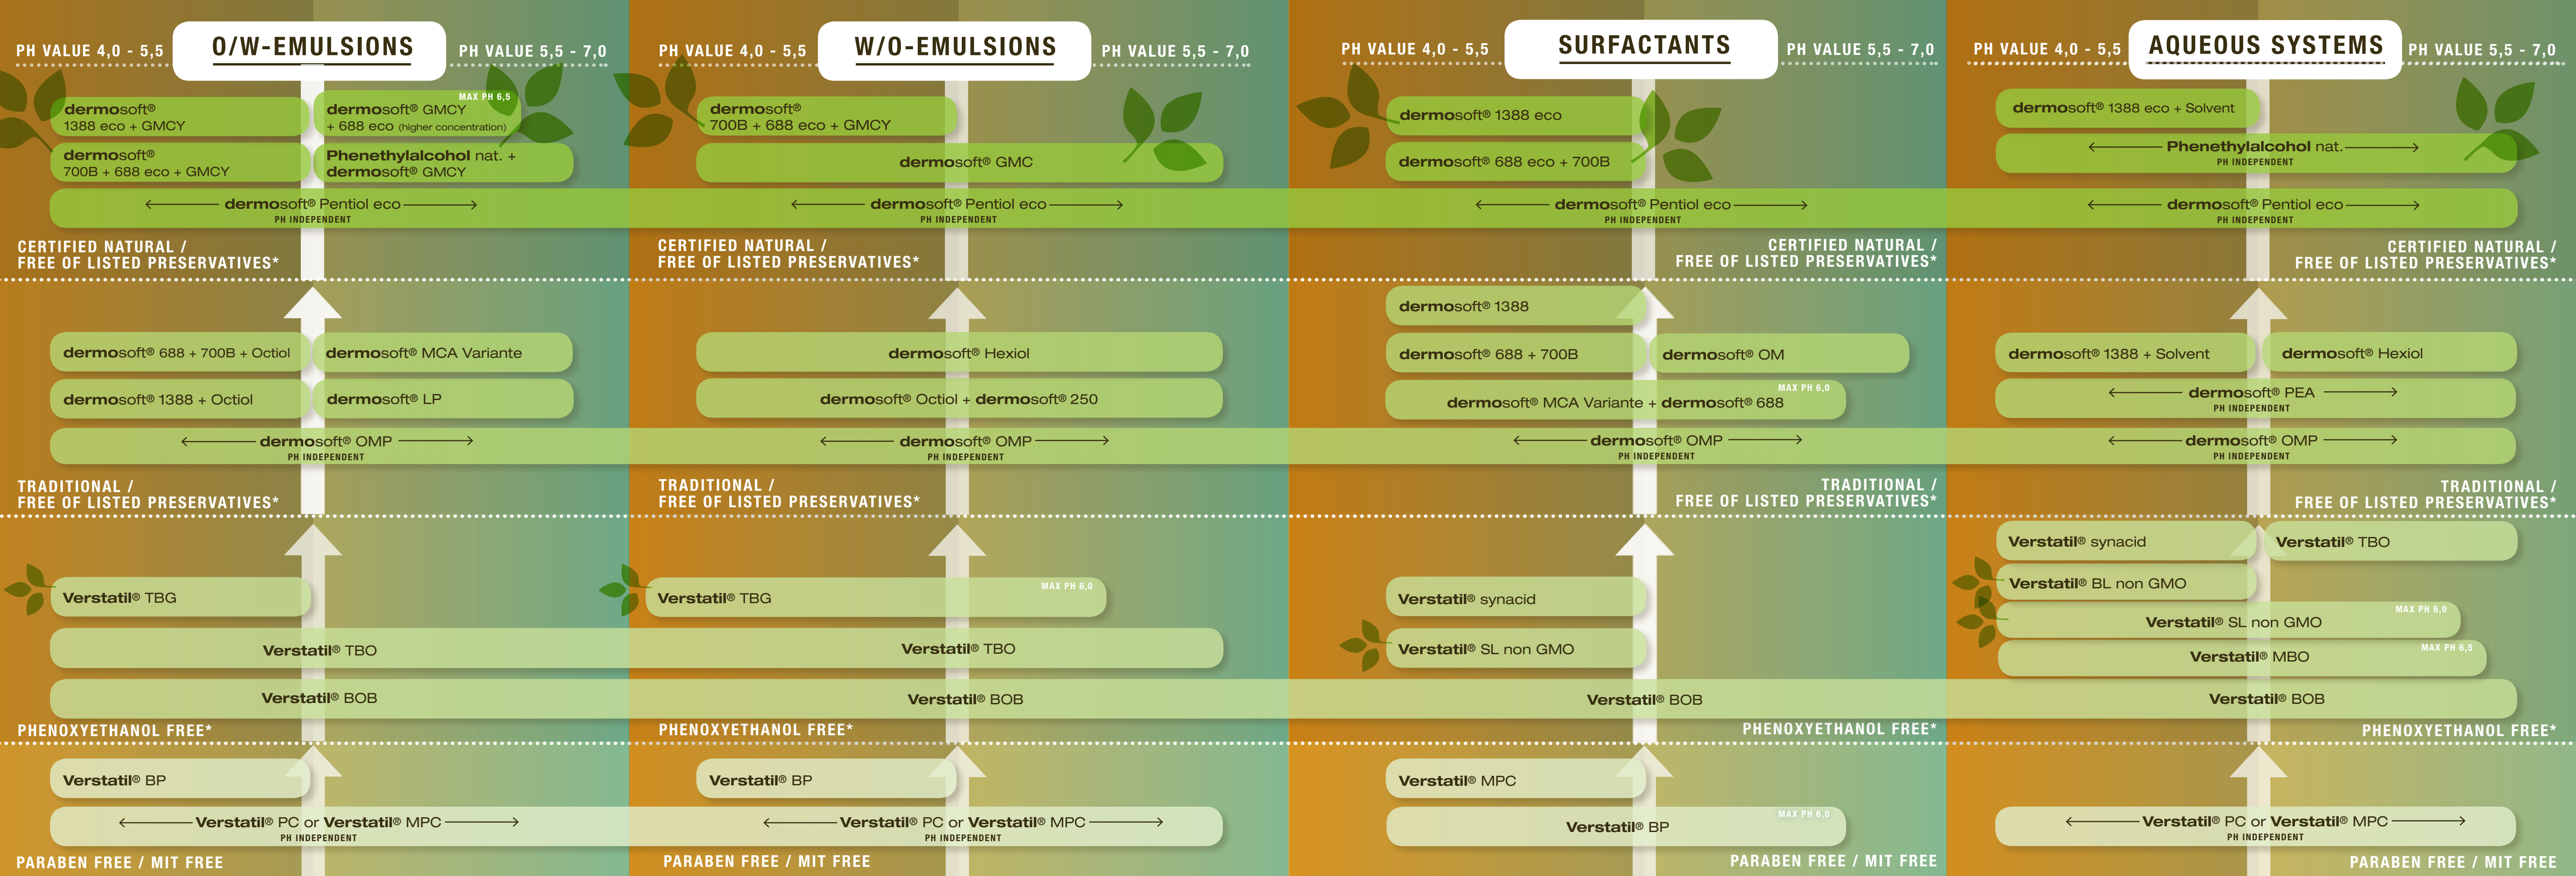 PH VALUE 4,0 - 5,5
O/W-EMULSIONS
PH VALUE 5,5 - 7,0
dermosoft®
1388 eco + GMCY
MAX PH 6,5
dermosoft® GMCY
+ 688 eco (higher concentration)
dermosoft®
700B + 688 eco + GMCY
Phenethylalcohol nat. +
dermosoft® GMCY
dermosoft® Pentiol eco
PH INDEPENDENT
CERTIFIED NATURAL /
FREE OF LISTED PRESERVATIVES*
dermosoft® 688 + 700B + Octiol
dermosoft® MCA Variante
dermosoft® 1388 + Octiol
dermosoft® LP
dermosoft® OMP
PH INDEPENDENT
TRADITIONAL /
FREE OF LISTED PRESERVATIVES*
Verstatil® TBG
Verstatil® TBO
Verstatil® BOB
PHENOXYETHANOL FREE*
Verstatil® BP
Verstatil® PC or Verstatil® MPC
PH INDEPENDENT
PARABEN FREE / MIT FREE
PH VALUE 4,0 - 5,5
W/O-EMULSIONS
PH VALUE 5,5 - 7,0
dermosoft®
700B + 688 eco + GMCY
dermosoft® GMC
dermosoft® Pentiol eco
PH INDEPENDENT
CERTIFIED NATURAL /
FREE OF LISTED PRESERVATIVES*
dermosoft® Hexiol
dermosoft® Octiol + dermosoft® 250
dermosoft® OMP
PH INDEPENDENT
TRADITIONAL /
FREE OF LISTED PRESERVATIVES*
MAX PH 6,0
Verstatil® TBG
Verstatil® TBO
Verstatil® BOB
PHENOXYETHANOL FREE*
Verstatil® BP
Verstatil® PC or Verstatil® MPC
PH INDEPENDENT
PARABEN FREE / MIT FREE
PH VALUE 4,0 - 5,5
SURFACTANTS
PH VALUE 5,5 - 7,0
dermosoft® 1388 eco
dermosoft® 688 eco + 700B
dermosoft® Pentiol eco
PH INDEPENDENT
CERTIFIED NATURAL /
FREE OF LISTED PRESERVATIVES*
dermosoft® 1388
dermosoft® 688 + 700B
dermosoft® OM
MAX PH 6,0
dermosoft® MCA Variante + dermosoft® 688
dermosoft® OMP
PH INDEPENDENT
TRADITIONAL /
FREE OF LISTED PRESERVATIVES*
Verstatil® synacid
Verstatil® SL non GMO
Verstatil® BOB
PHENOXYETHANOL FREE*
Verstatil® MPC
MAX PH 6,0
Verstatil® BP
PARABEN FREE / MIT FREE
PH VALUE 4,0 - 5,5
AQUEOUS SYSTEMS
PH VALUE 5,5 - 7,0
dermosoft® 1388 eco + Solvent
Phenethylalcohol nat.
PH INDEPENDENT
dermosoft® Pentiol eco
PH INDEPENDENT
CERTIFIED NATURAL /
FREE OF LISTED PRESERVATIVES*
dermosoft® 1388 + Solvent
dermosoft® Hexiol
dermosoft® PEA
PH INDEPENDENT
dermosoft® OMP
PH INDEPENDENT
TRADITIONAL /
FREE OF LISTED PRESERVATIVES*
Verstatil® synacid
Verstatil® TBO
Verstatil® BL non GMO
MAX PH 6,0
Verstatil® SL non GMO
MAX PH 6,5
Verstatil® MBO
Verstatil® BOB
PHENOXYETHANOL FREE*
Verstatil® PC or Verstatil® MPC
PH INDEPENDENT
PARABEN FREE / MIT FREE